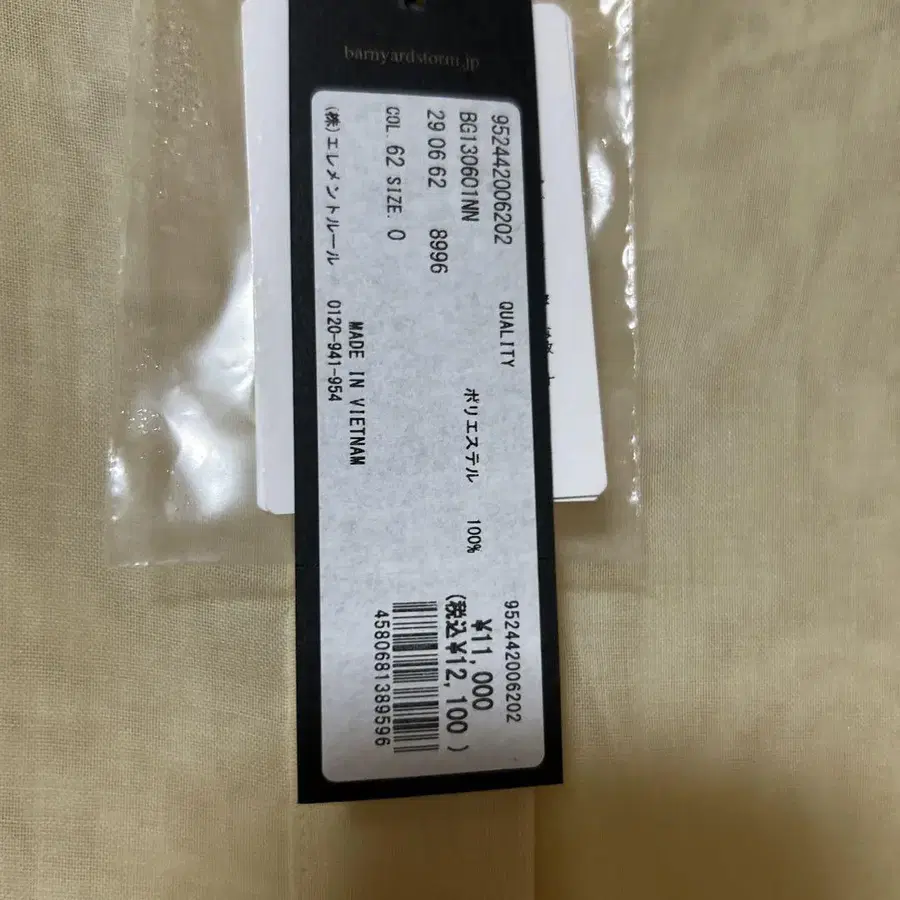 barnyardstorm.jp
952442006202
BG130601NN
29 06 62 8996
COL. 62 SIZE. 0
(株)エレメントルール 0120-941-954
QUALITY
ポリエステル 100%
MADE IN VIETNAM
952442006202
¥11,000
(税込¥12,100 )
4580681389596